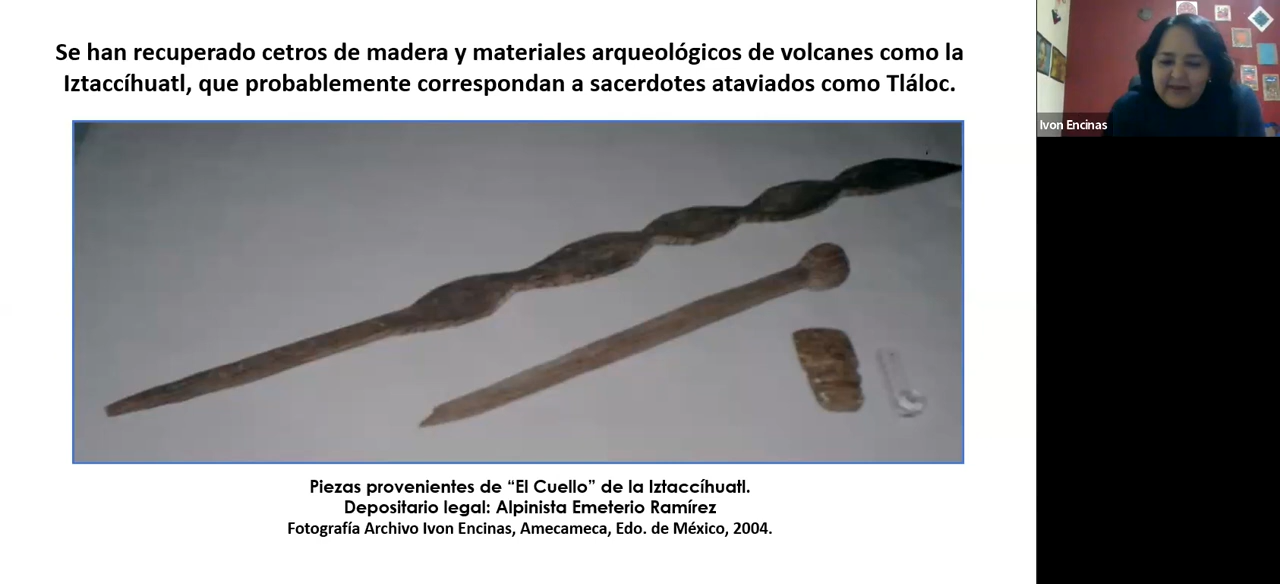 Se han recuperado cetros de madera y materiales arqueológicos de volcanes como la
Iztaccíhuatl, que probablemente correspondan a sacerdotes ataviados como Tláloc.
Ivon Encinas
Piezas provenientes de “El Cuello” de la Iztaccíhuatl.
Depositario legal: Alpinista Emeterio Ramírez
Fotografía Archivo Ivon Encinas, Amecameca, Edo. de México, 2004.